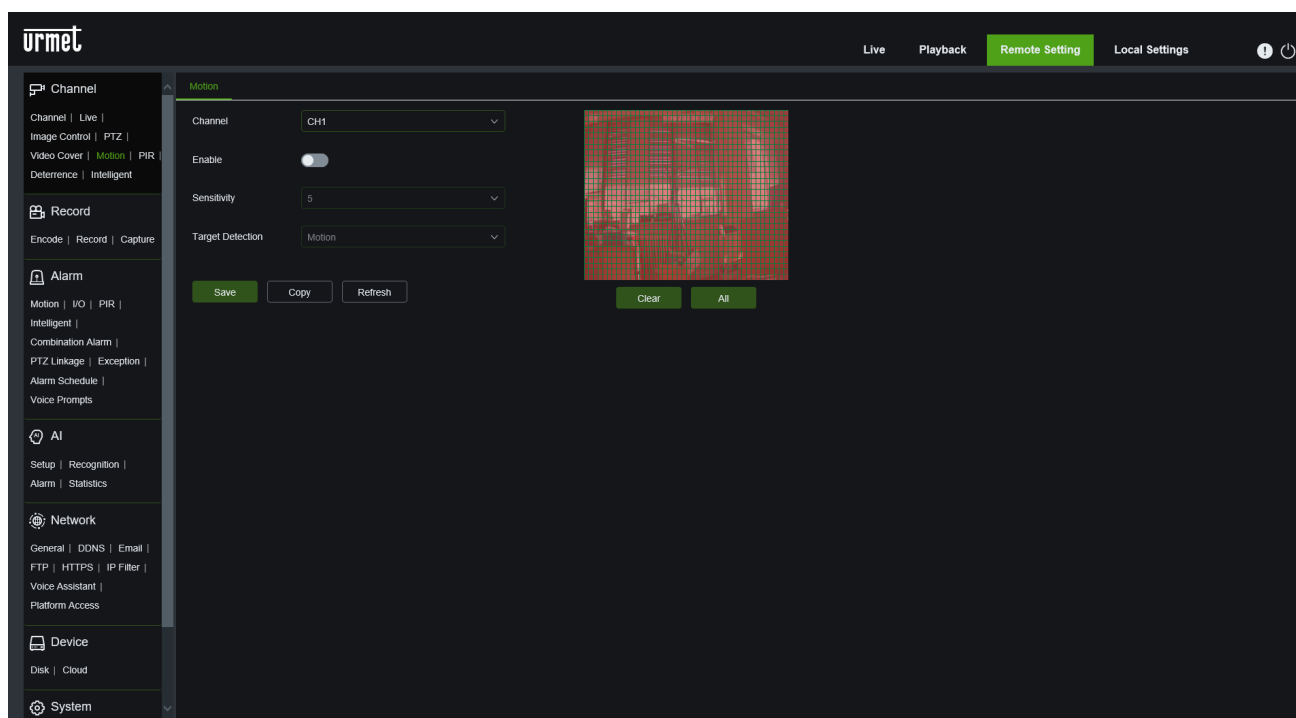 urmet
Live Playback Remote Setting Local Settings
Channel
Channel | Live |
Image Control | PTZ |
Video Cover | Motion | PIR |
Deterrence | Intelligent
Record
Encode | Record | Capture
Alarm
Motion | I/O | PIR |
Intelligent |
Combination Alarm |
PTZ Linkage | Exception |
Alarm Schedule |
Voice Prompts
AI
Setup | Recognition |
Alarm | Statistics
Network
General | DDNS | Email |
FTP | HTTPS | IP Filter |
Voice Assistant |
Platform Access
Device
Disk | Cloud
System
Motion
Channel CH1
Enable
Sensitivity 5
Target Detection Motion
Save Copy Refresh
Clear All